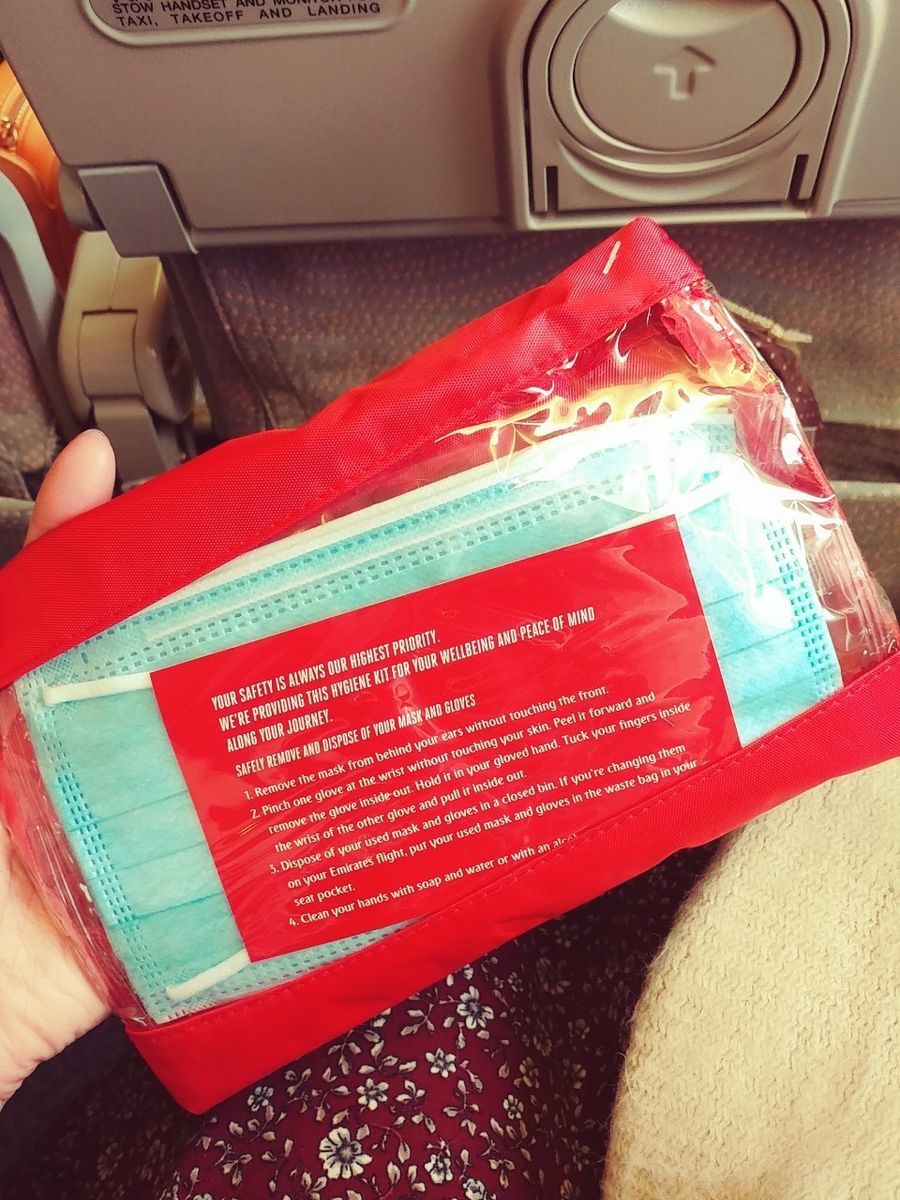 STOW HANDSET AND MONITOR
TAXI, TAKEOFF AND LANDING
YOUR SAFETY IS ALWAYS OUR HIGHEST PRIORITY.
WE'RE PROVIDING THIS HYGIENE KIT FOR YOUR WELLBEING AND PEACE OF MIND
ALONG YOUR JOURNEY.
SAFELY REMOVE AND DISPOSE OF YOUR MASK AND GLOVES
1. Remove the mask from behind your ears without touching the front.
2. Pinch one glove at the wrist without touching your skin. Peel it forward and
remove the glove inside-out. Hold it in your gloved hand. Tuck your fingers inside
the wrist of the other glove and pull it inside out.
3. Dispose of your used mask and gloves in a closed bin. If you're changing them
on your Emirates flight, put your used mask and gloves in the waste bag in your
sear pocker.
4. Clean your hands with soap and water or with an